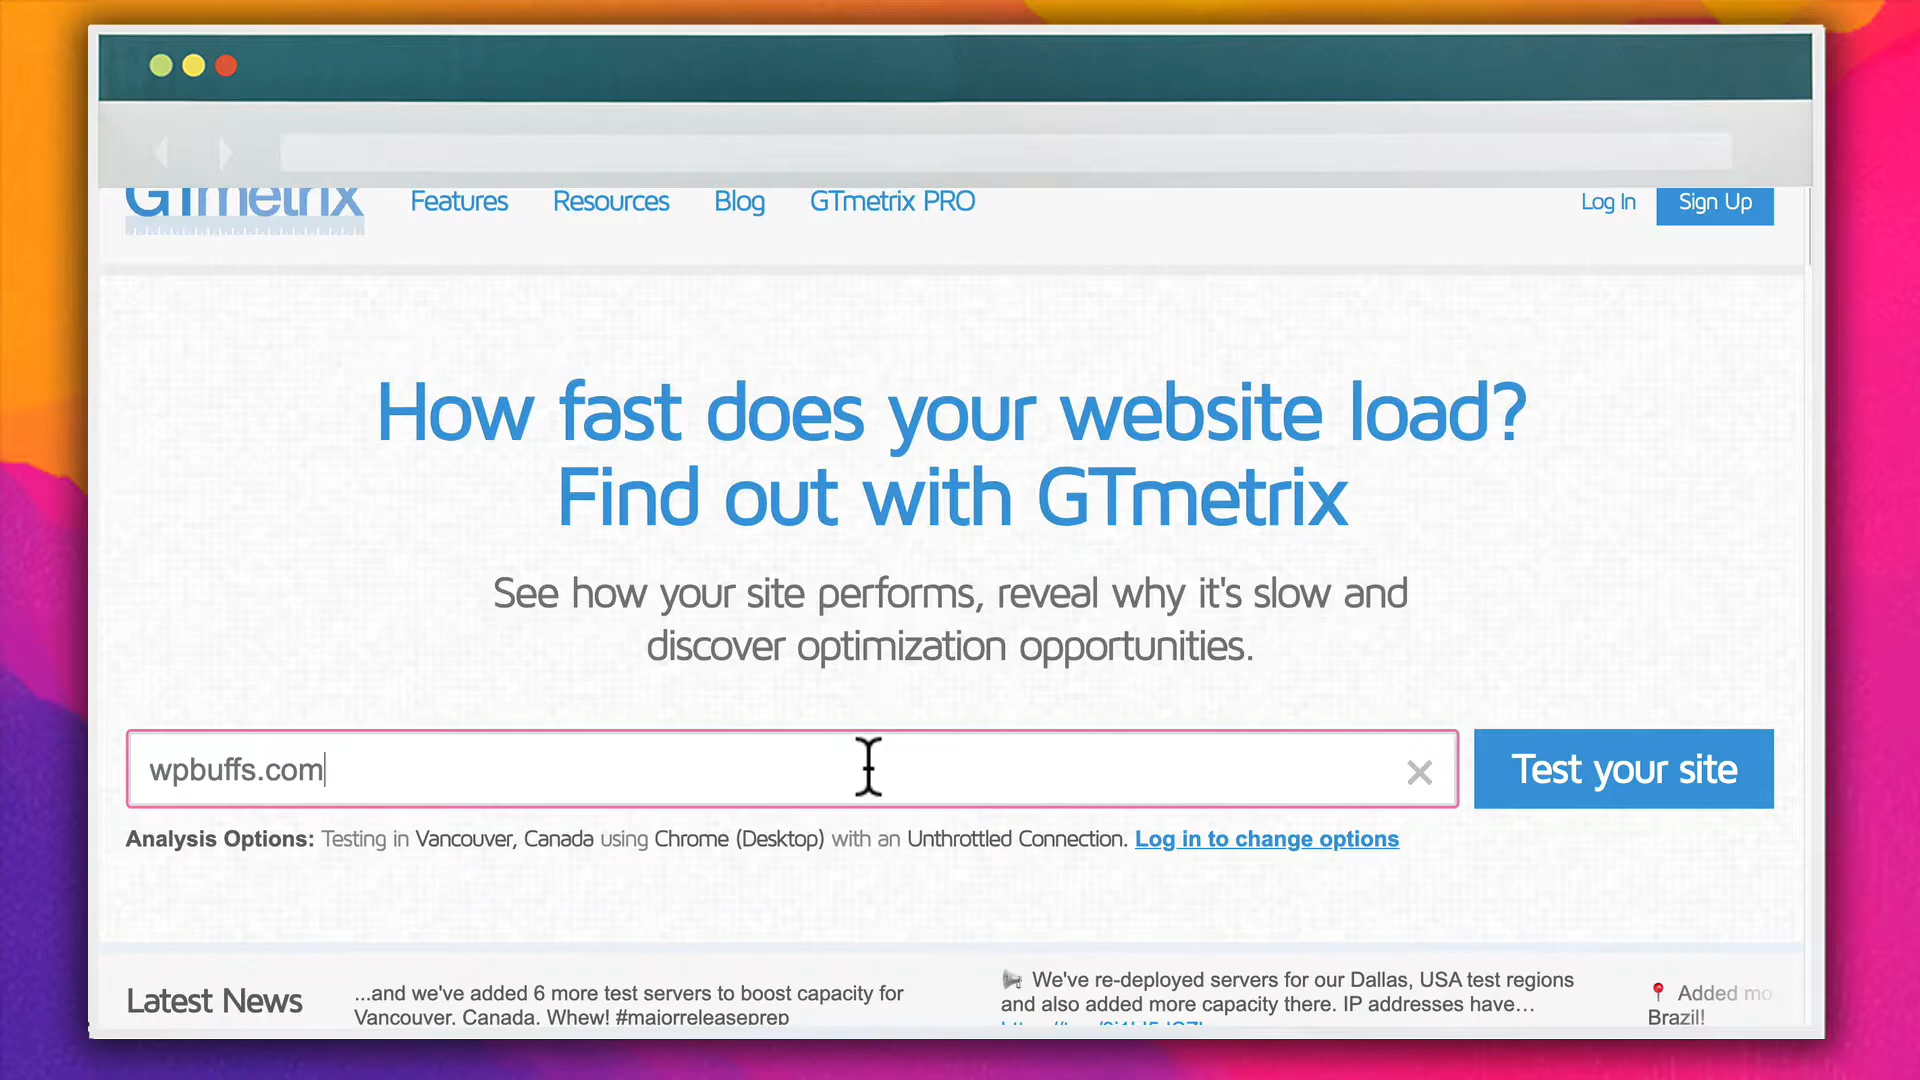 GTmetrix Features Resources Blog GTmetrix PRO Log In Sign Up
How fast does your website load?
Find out with GTmetrix
See how your site performs, reveal why it's slow and
discover optimization opportunities.
wpbuffs.com
Test your site
Analysis Options: Testing in Vancouver, Canada using Chrome (Desktop) with an Unthrottled Connection. Log in to change options
Latest News
...and we've added 6 more test servers to boost capacity for
Vancouver, Canada. Whew! #majorreleaseprep
We've re-deployed servers for our Dallas, USA test regions
and also added more capacity there. IP addresses have...
Added
Brazil!